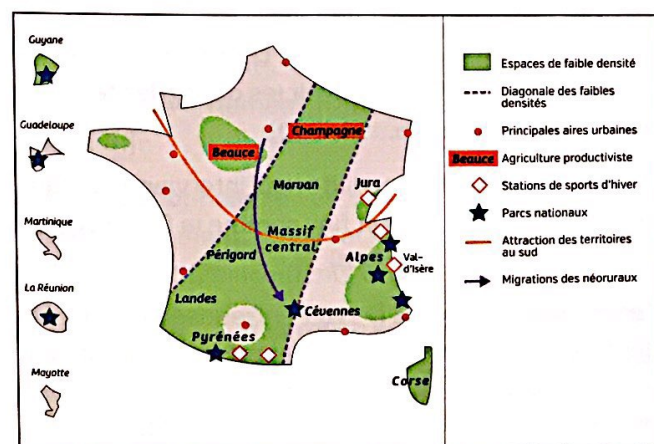 Guyane
Guadeloupe
Martinique
La Réunion
Mayotte
Champagne
Beauce
Morvan
Jura
Massif
central
Périgord
Alpes
Val-
d'Isère
Landes
Cévennes
Pyrénées
Corse
Espaces de faible densité
Diagonale des faibles
densités
Principales aires urbaines
Beauce Agriculture productiviste
Stations de sports d'hiver
Parcs nationaux
Attraction des territoires
au sud
Migrations des néoruraux